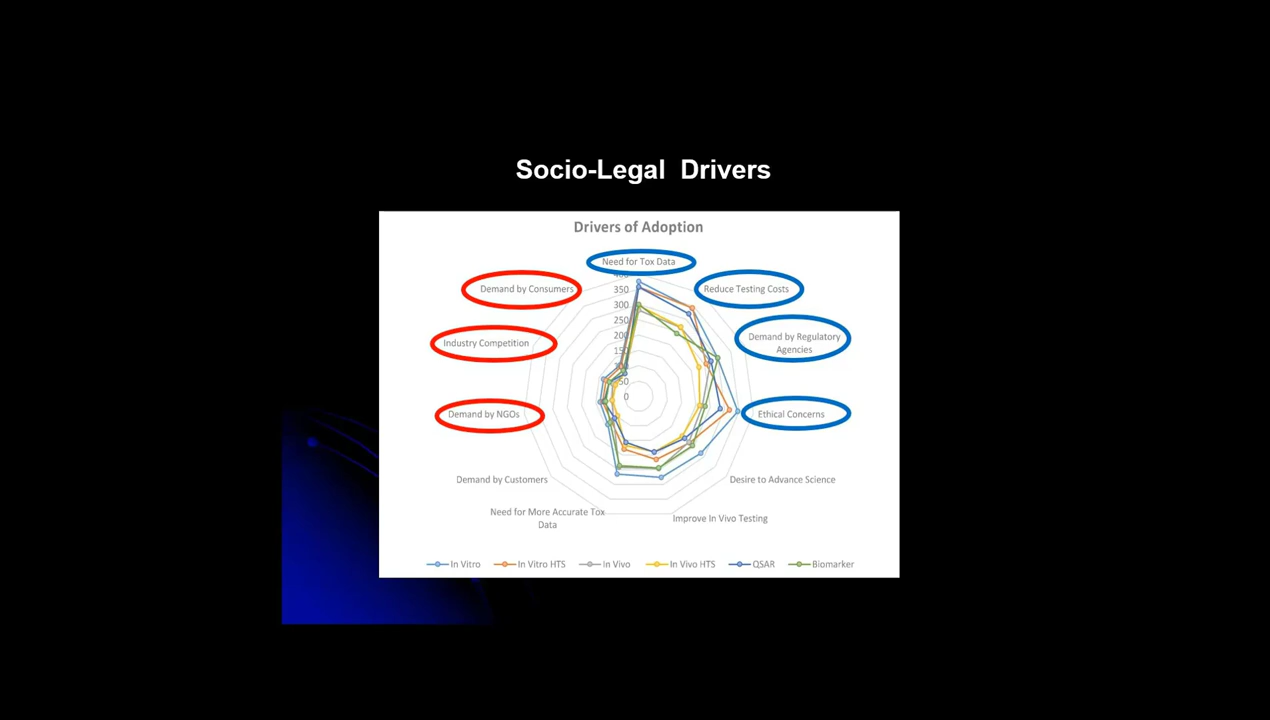 Socio-Legal Drivers
Drivers of Adoption
Need for Tox Data
Demand by Consumers
Reduce Testing Costs
350
300
250
200
Industry Competition
Demand by Regulatory
Agencies
50
0
Demand by NGOs
Ethical Concerns
Demand by Customers
Desire to Advance Science
Need for More Accurate Tox
Data
Improve In Vivo Testing
In Vitro
In Vitro HTS
In Vivo
In Vivo HTS
QSAR
Biomarker